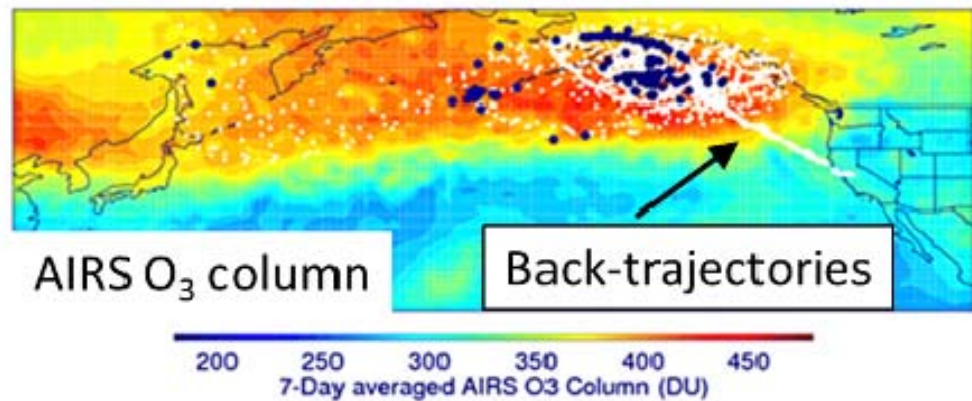 AIRS O₃ column
Back-trajectories
200 250 300 350 400 450
7-Day averaged AIRS O3 Column (DU)